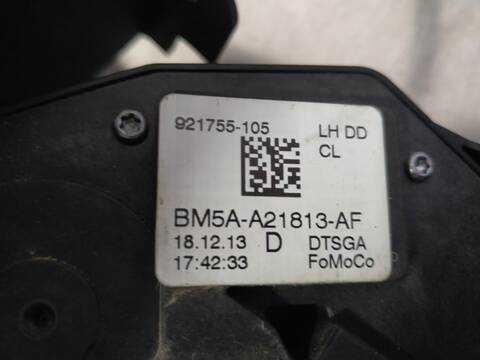 921755-105 LH DD
CL
BM5A-A21813-AF
18.12.13 D DTSGA
17:42:33 FoMoCo